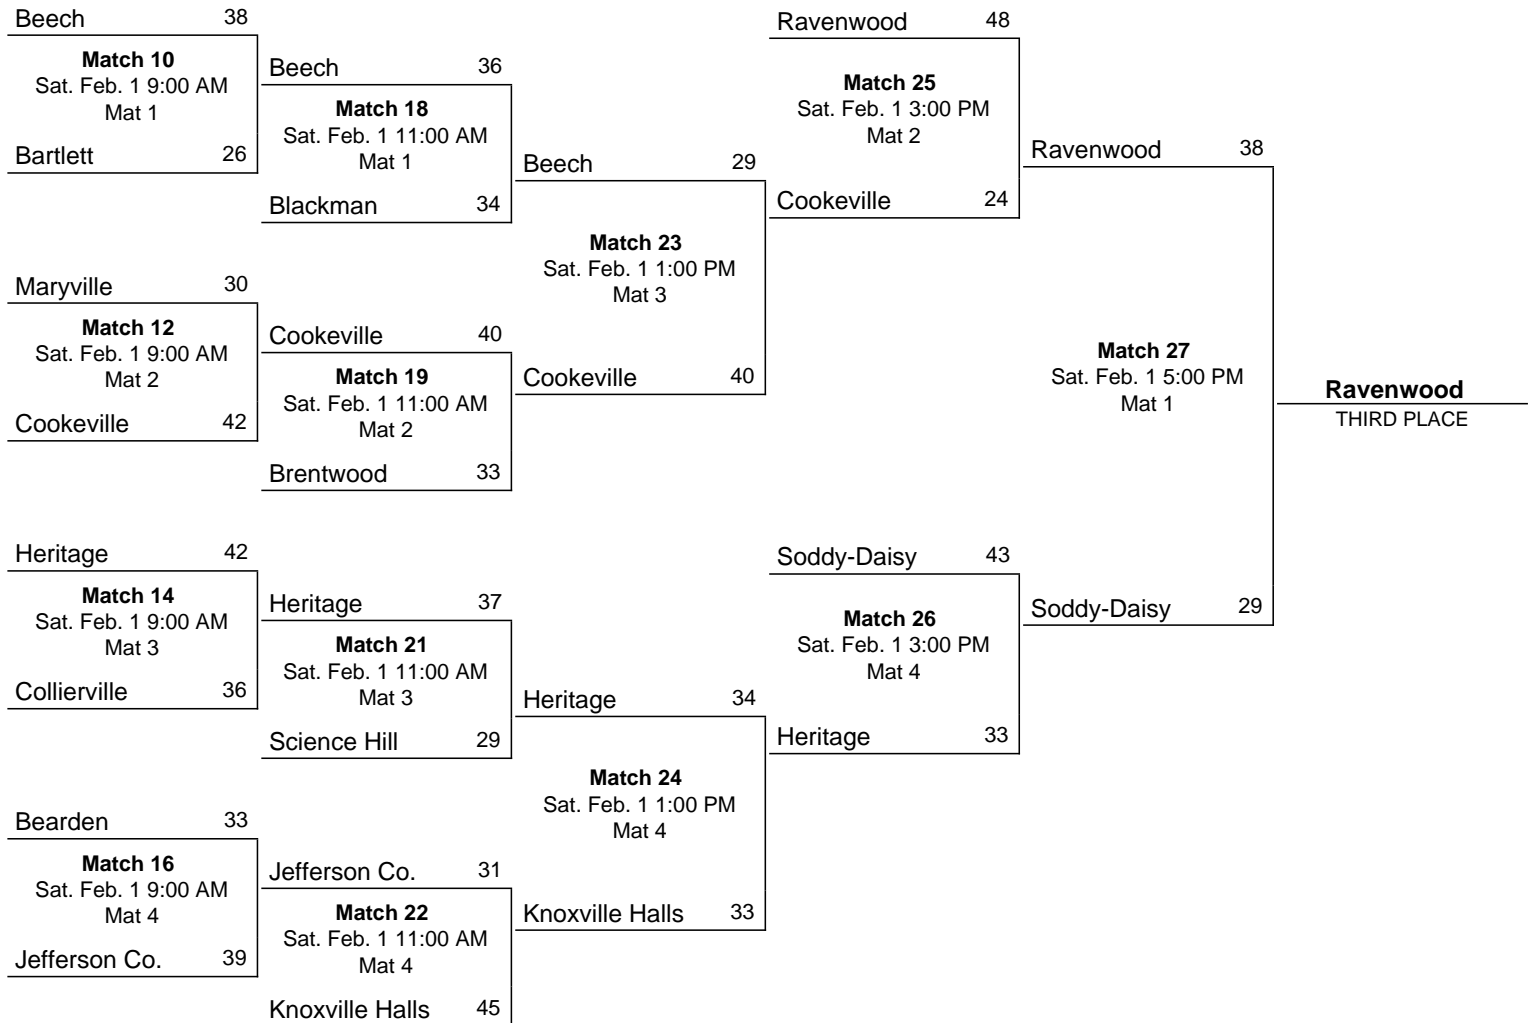 Beech 38
Match 10
Sat. Feb. 1 9:00 AM
Mat 1
Bartlett 26
Maryville 30
Match 12
Sat. Feb. 1 9:00 AM
Mat 2
Cookeville 42
Heritage 42
Match 14
Sat. Feb. 1 9:00 AM
Mat 3
Collierville 36
Bearden 33
Match 16
Sat. Feb. 1 9:00 AM
Mat 4
Jefferson Co. 39
Beech 36
Match 18
Sat. Feb. 1 11:00 AM
Mat 1
Blackman 34
Cookeville 40
Match 19
Sat. Feb. 1 11:00 AM
Mat 2
Brentwood 33
Heritage 37
Match 21
Sat. Feb. 1 11:00 AM
Mat 3
Science Hill 29
Jefferson Co. 31
Match 22
Sat. Feb. 1 11:00 AM
Mat 4
Knoxville Halls 45
Beech 29
Match 23
Sat. Feb. 1 1:00 PM
Mat 3
Cookeville 40
Heritage 34
Match 24
Sat. Feb. 1 1:00 PM
Mat 4
Knoxville Halls 33
Ravenwood 48
Match 25
Sat. Feb. 1 3:00 PM
Mat 2
Cookeville 24
Soddy-Daisy 43
Match 26
Sat. Feb. 1 3:00 PM
Mat 4
Heritage 33
Ravenwood 38
Match 27
Sat. Feb. 1 5:00 PM
Mat 1
Soddy-Daisy 29
Ravenwood
THIRD PLACE